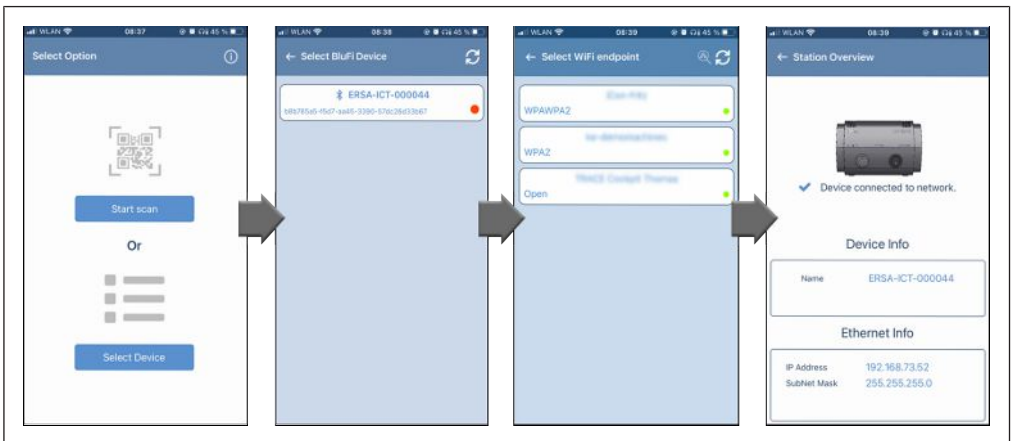 WLAN 08:37 45 %
Select Option
Start scan
Or
Select Device
WLAN 08:38 45 %
← Select BluFi Device
ERSA-ICT-000044
WLAN 08:39 45 %
← Select WiFi endpoint
WPAWPA2
WPA2
Open
WLAN 08:39 45 %
← Station Overview
Device connected to network.
Device Info
Name ERSA-ICT-000044
Ethernet Info
IP Address 192.168.73.52
SubNet Mask 255.255.255.0